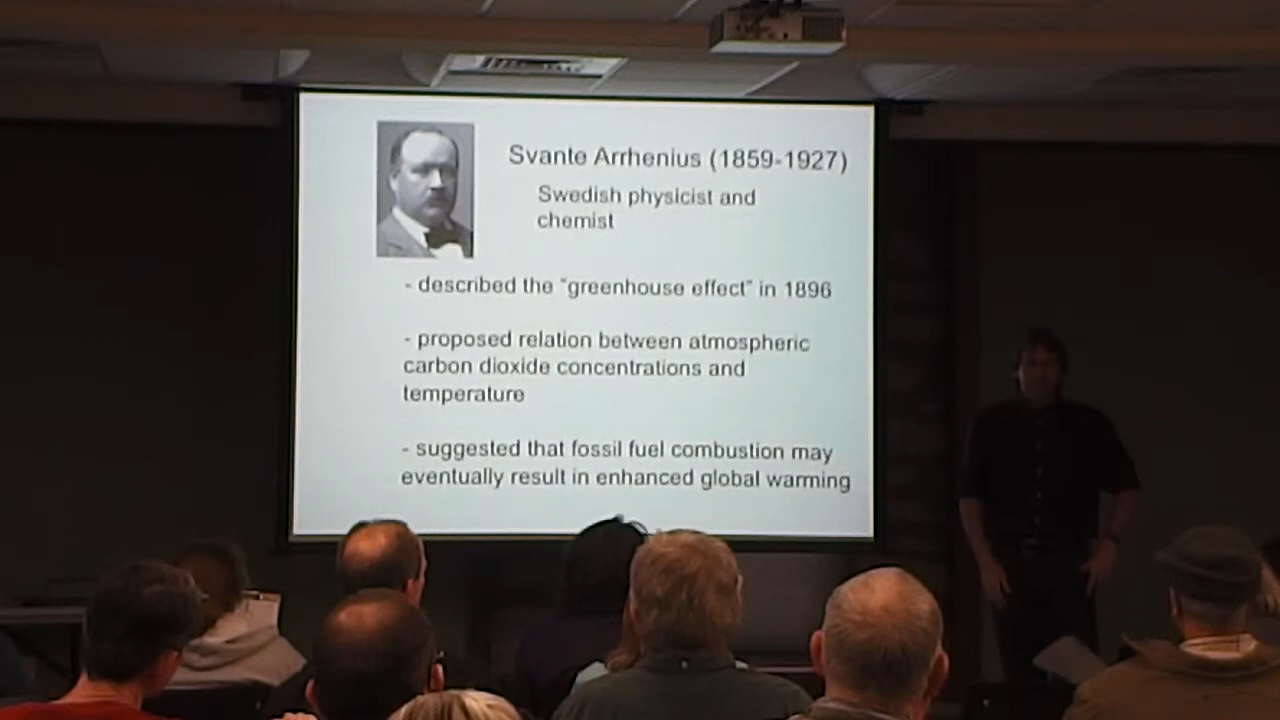 Svante Arrhenius (1859-1927)
Swedish physicist and
chemist
- described the "greenhouse effect" in 1896
- proposed relation between atmospheric
carbon dioxide concentrations and
temperature
- suggested that fossil fuel combustion may
eventually result in enhanced global warming